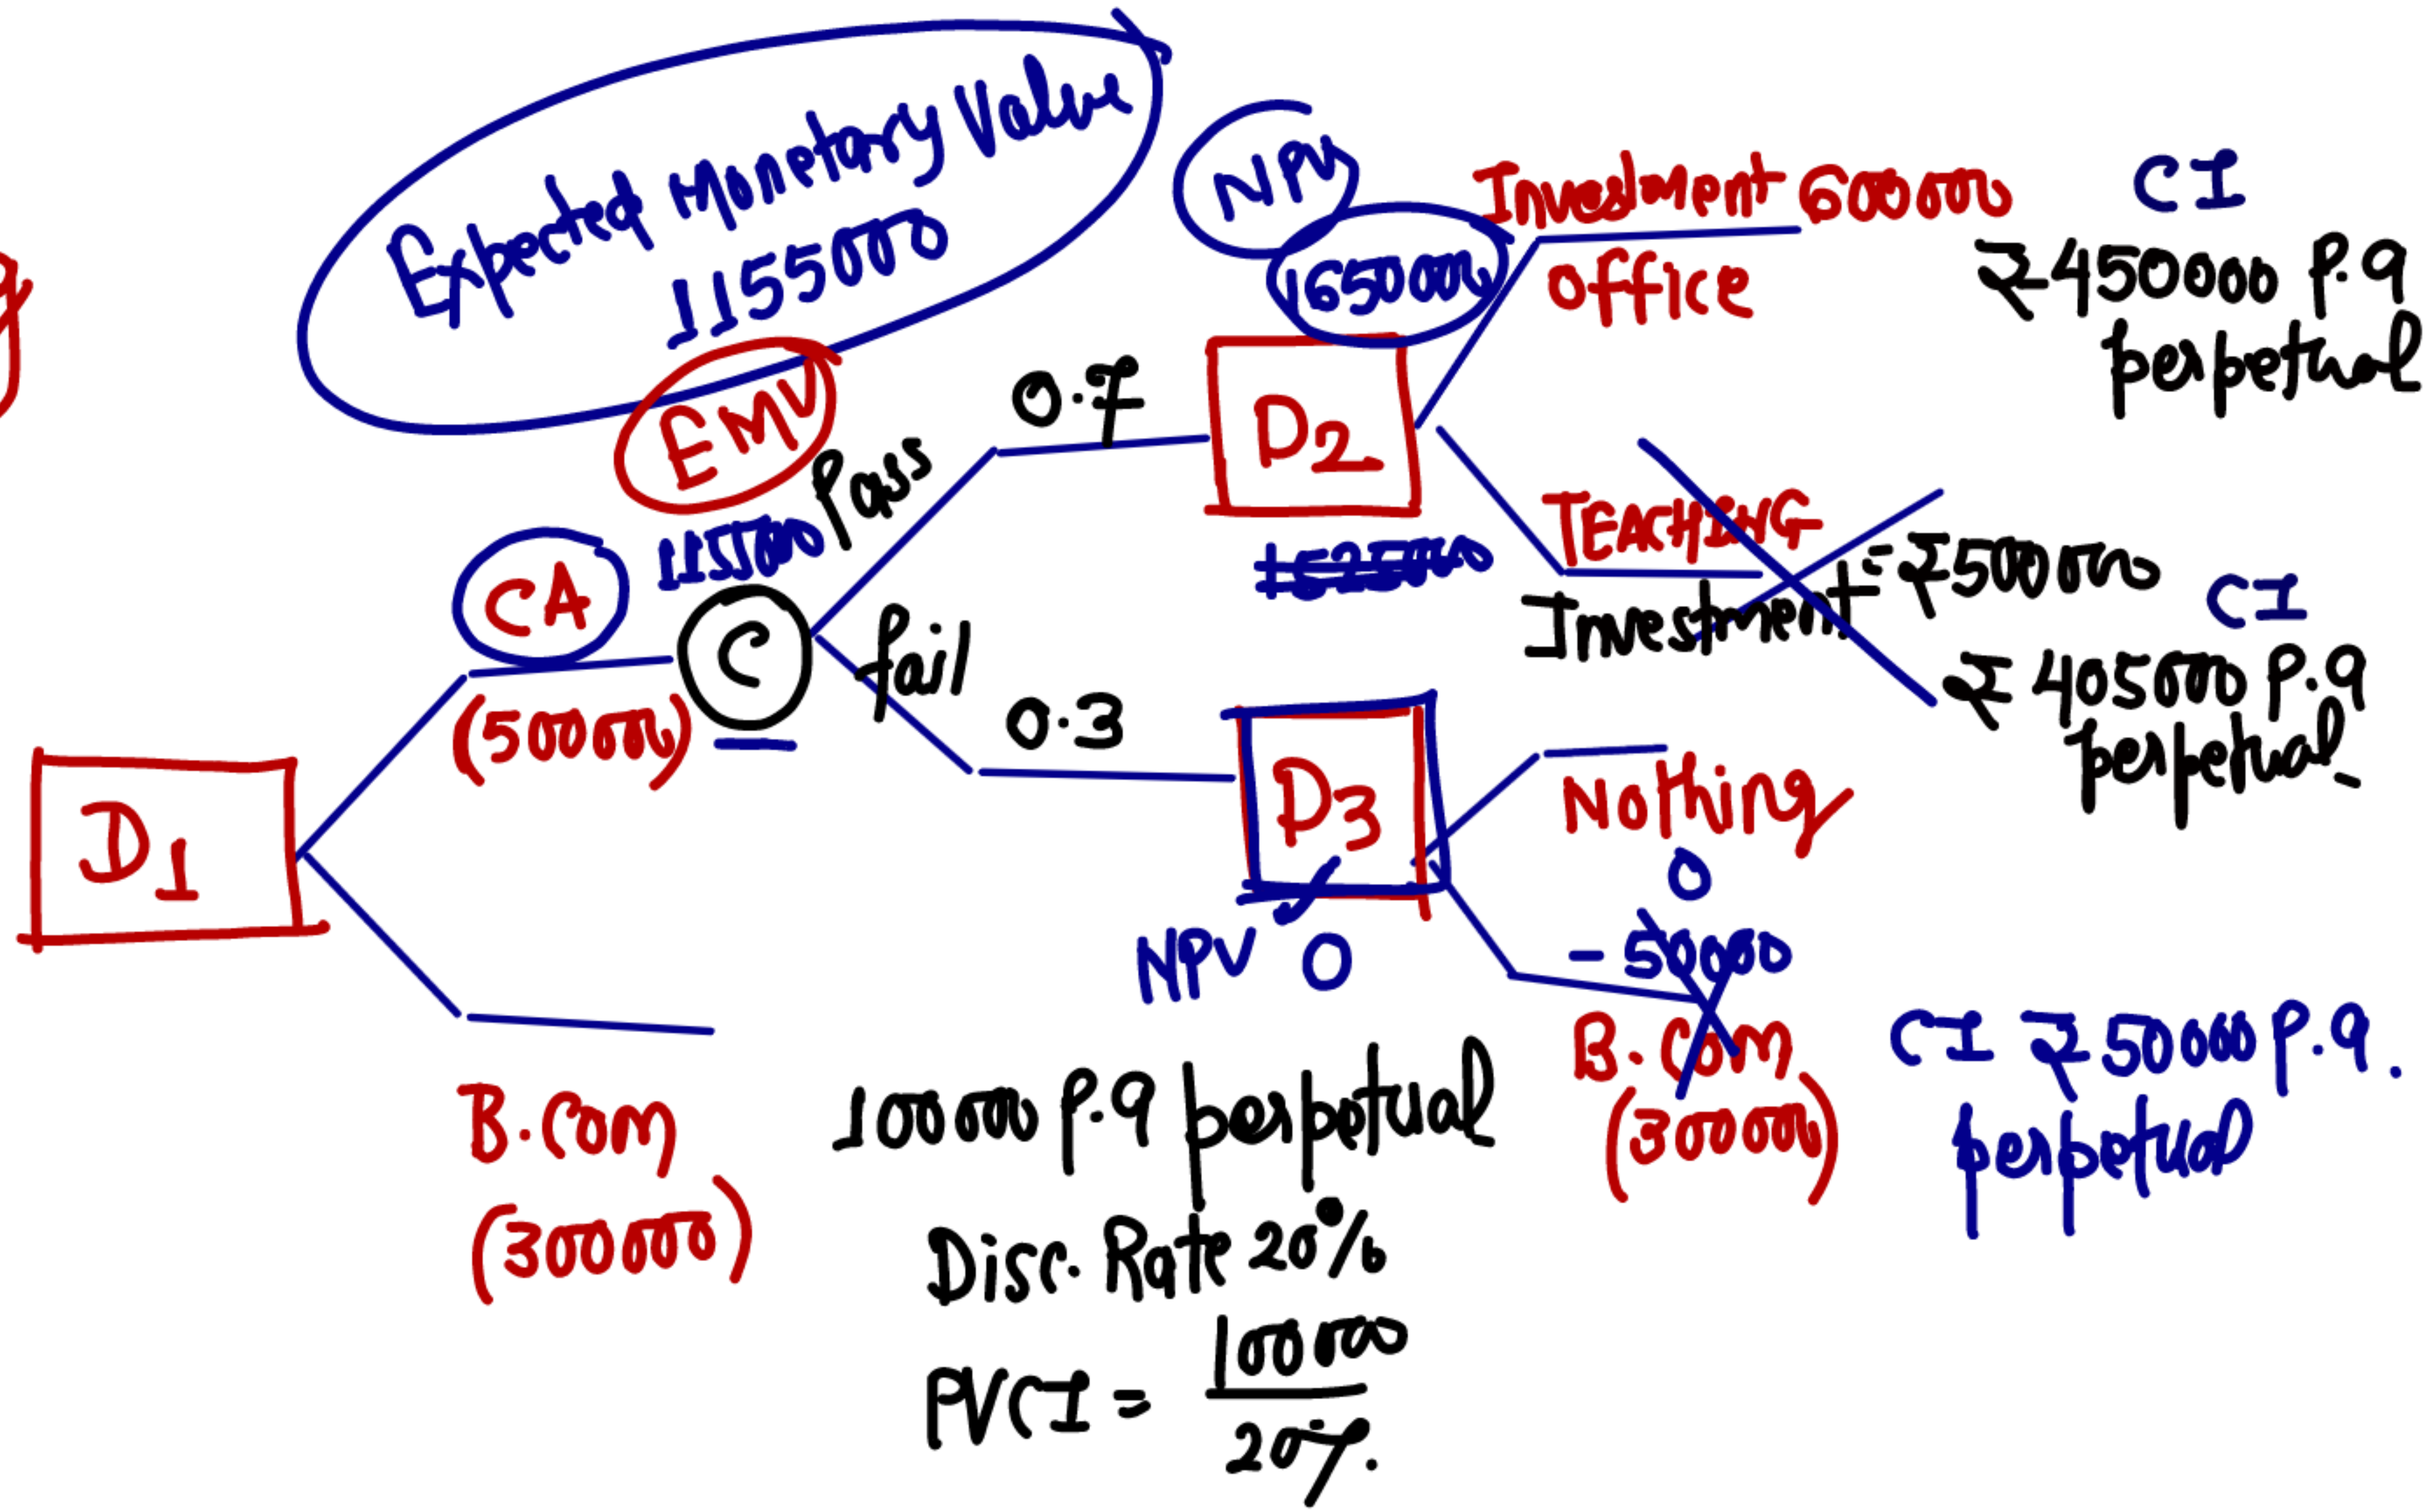 Expected Monetary Value
1155000
EMV
1155000
NPV
1650000
Investment 600000
Office
CI
₹450000 P.a
perpetual
Pass
0.7
D2
TEACHING
Investment = ₹500000
CI
₹ 405000 P.a
perpetual
CA
(500000)
C
fail
0.3
D3
NPV 0
Nothing
0
- 50000
B.Com
(300000)
CI ₹50000 P.a.
perpetual
D1
B.Com
(300000)
100000 P.a perpetual
Disc. Rate 20%
PVCI = 100000
20%.